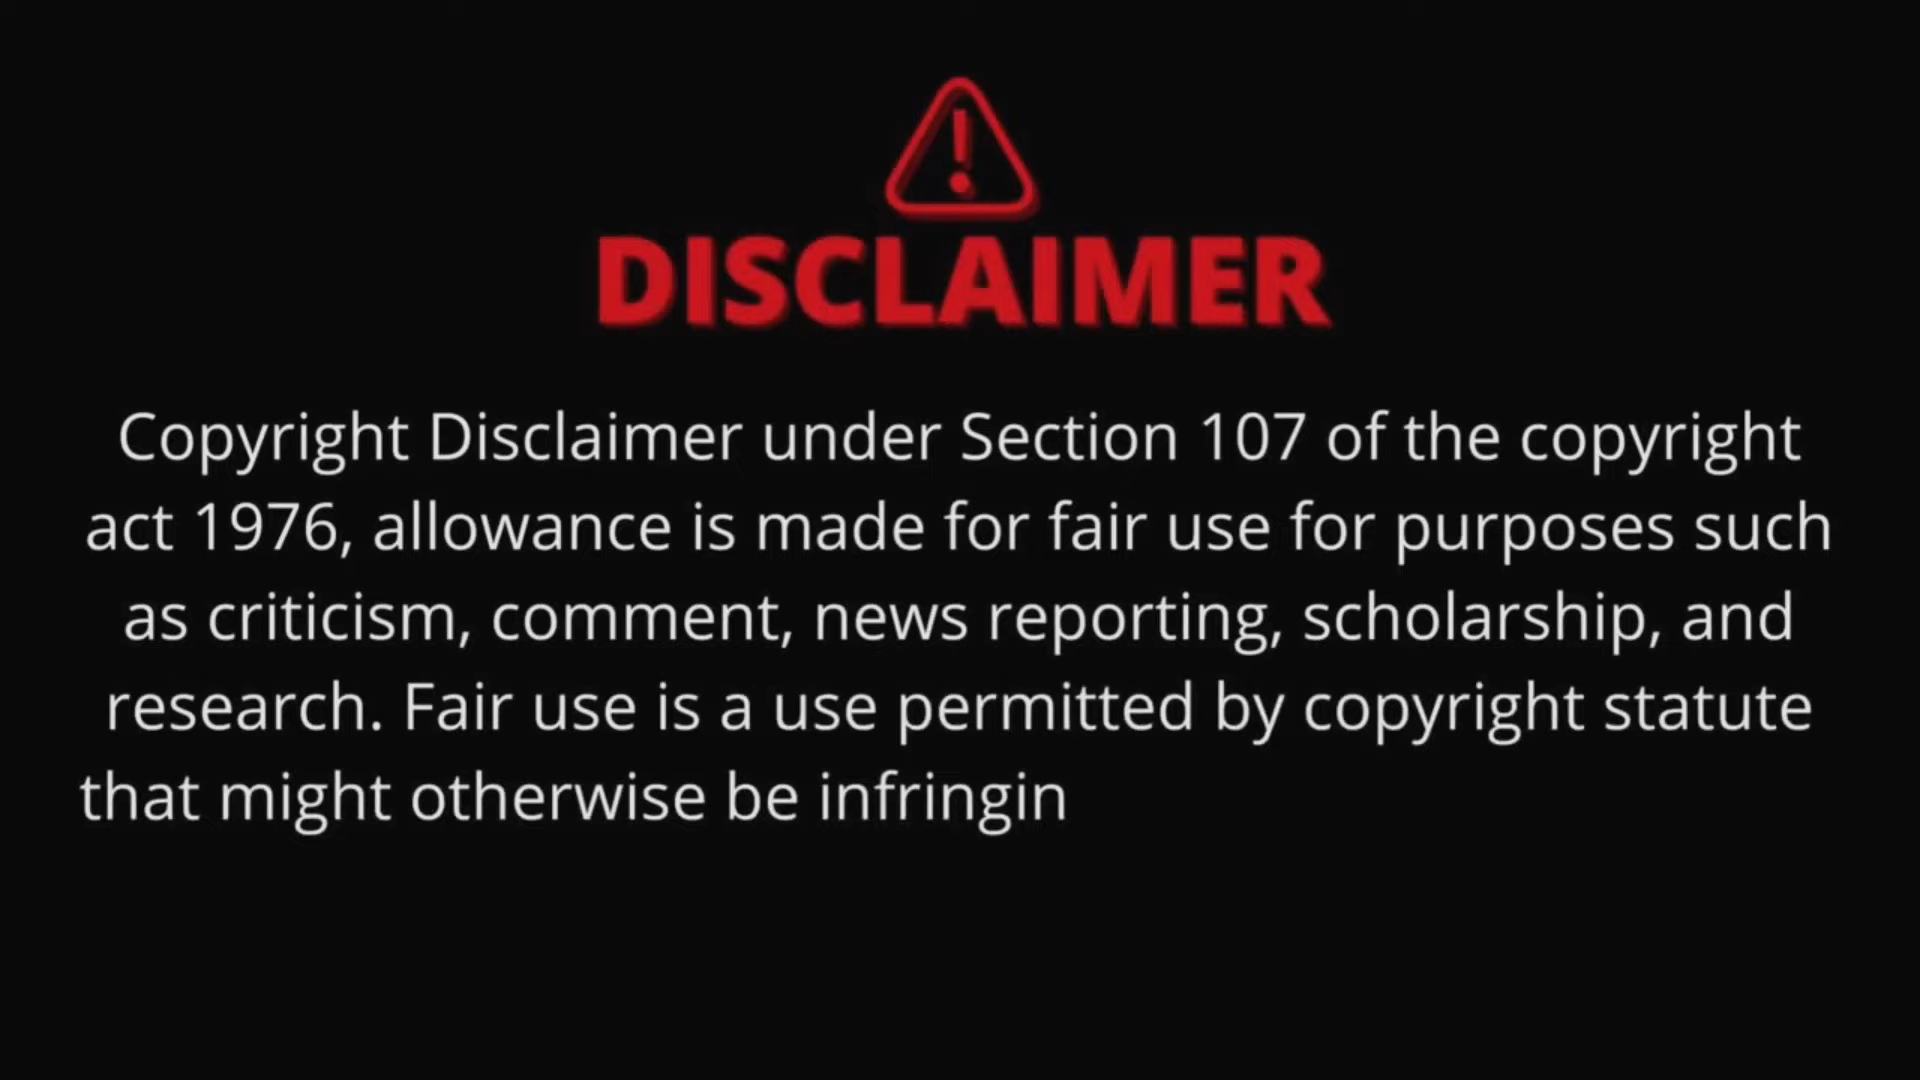 DISCLAIMER
Copyright Disclaimer under Section 107 of the copyright
act 1976, allowance is made for fair use for purposes such
as criticism, comment, news reporting, scholarship, and
research. Fair use is a use permitted by copyright statute
that might otherwise be infringin